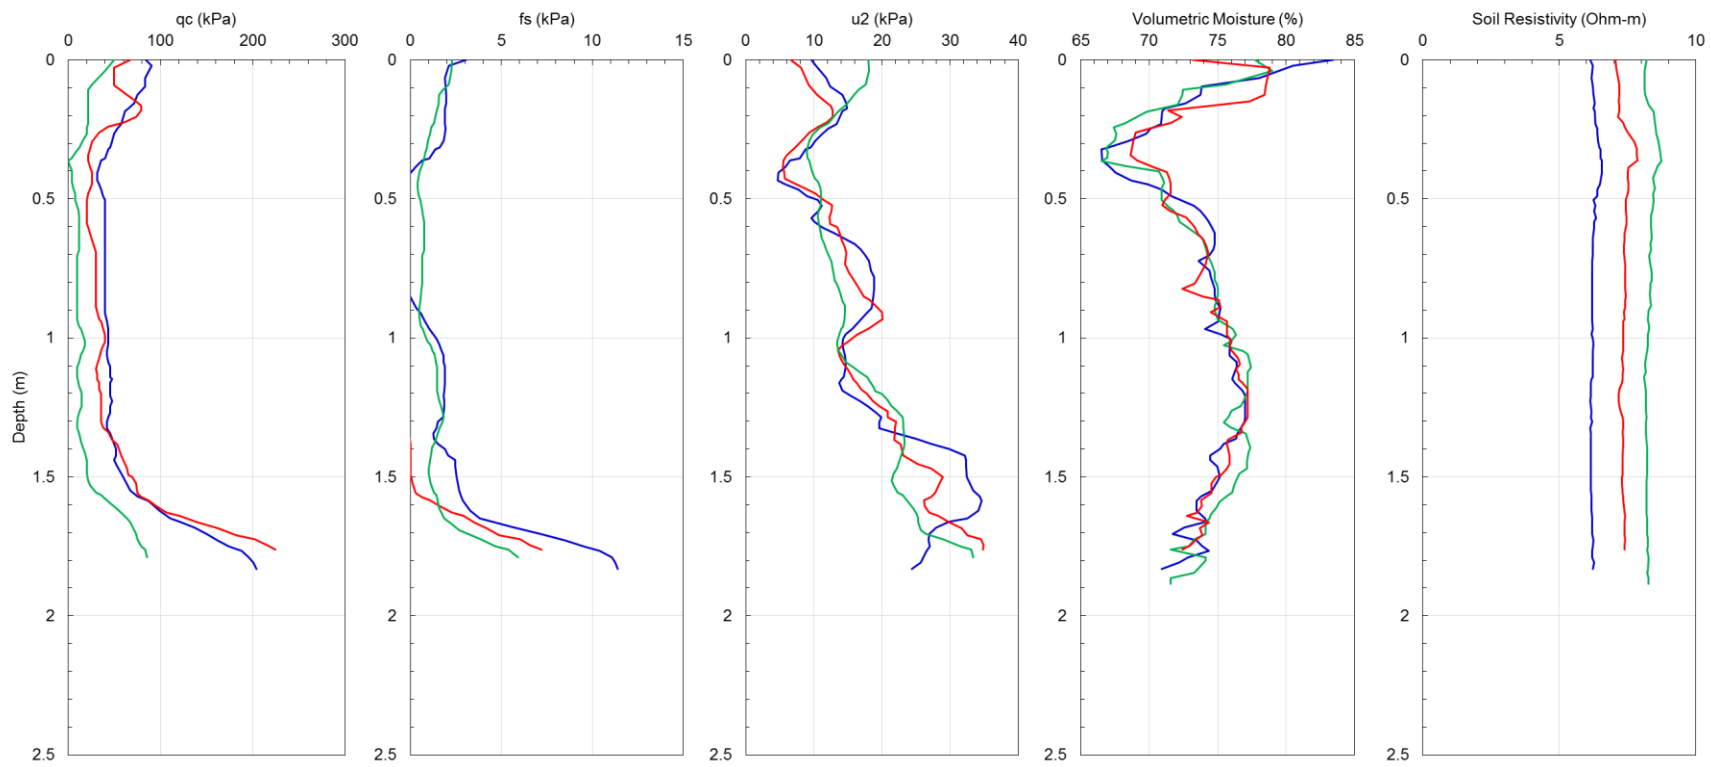 qc (kPa) fs (kPa) u2 (kPa) Volumetric Moisture (%) Soil Resistivity (Ohm-m)
0 100 200 300 0 5 10 15 0 10 20 30 40 65 70 75 80 85 0 5 10
0 0 0 0 0
0.5 0.5 0.5 0.5 0.5
1 1 1 1 1
Depth (m)
1.5 1.5 1.5 1.5 1.5
2 2 2 2 2
2.5 2.5 2.5 2.5 2.5